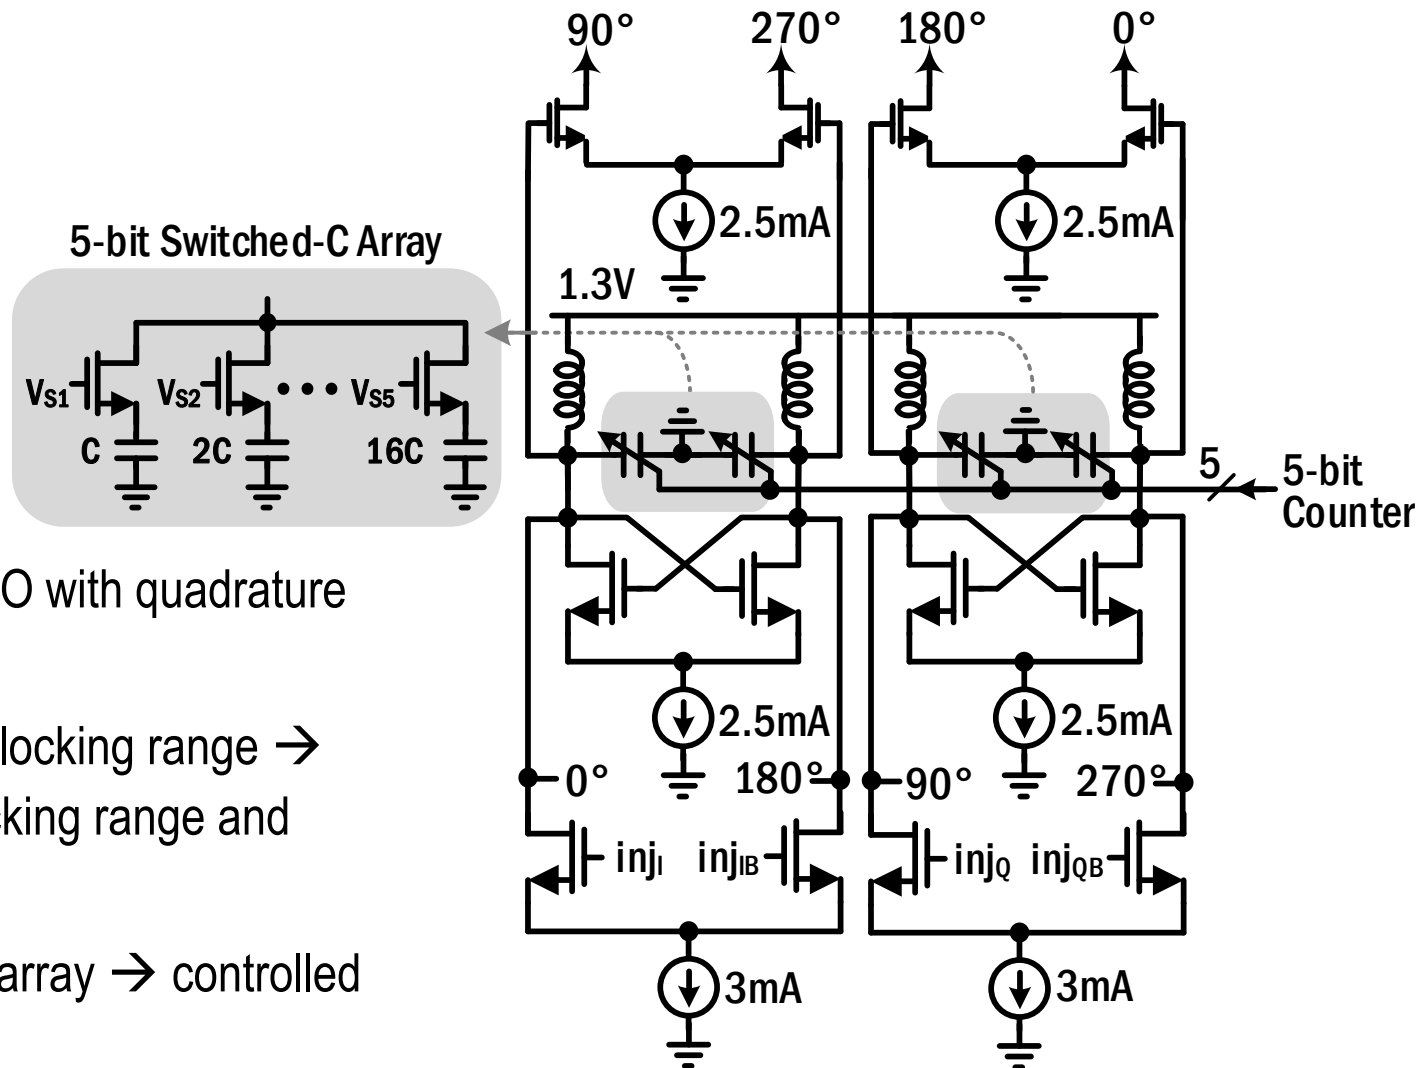 90° 270° 180° 0°
2.5mA 2.5mA
5-bit Switched-C Array
1.3V
VS1 VS2 VS5
C 2C 16C
5 5-bit
Counter
O with quadrature
2.5mA 2.5mA
locking range →
0° 180° 90° 270°
cking range and
injI injIB injQ injQB
array → controlled
3mA 3mA